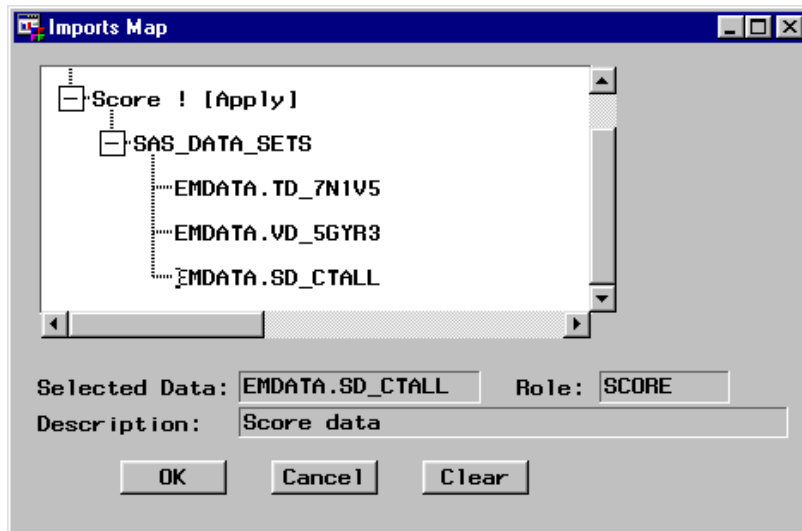 Imports Map
Score ! [Apply]
SAS_DATA_SETS
EMDATA.TD_7N1V5
EMDATA.VD_5GYR3
EMDATA.SD_CTALL
Selected Data: EMDATA.SD_CTALL Role: SCORE
Description: Score data
OK Cancel Clear